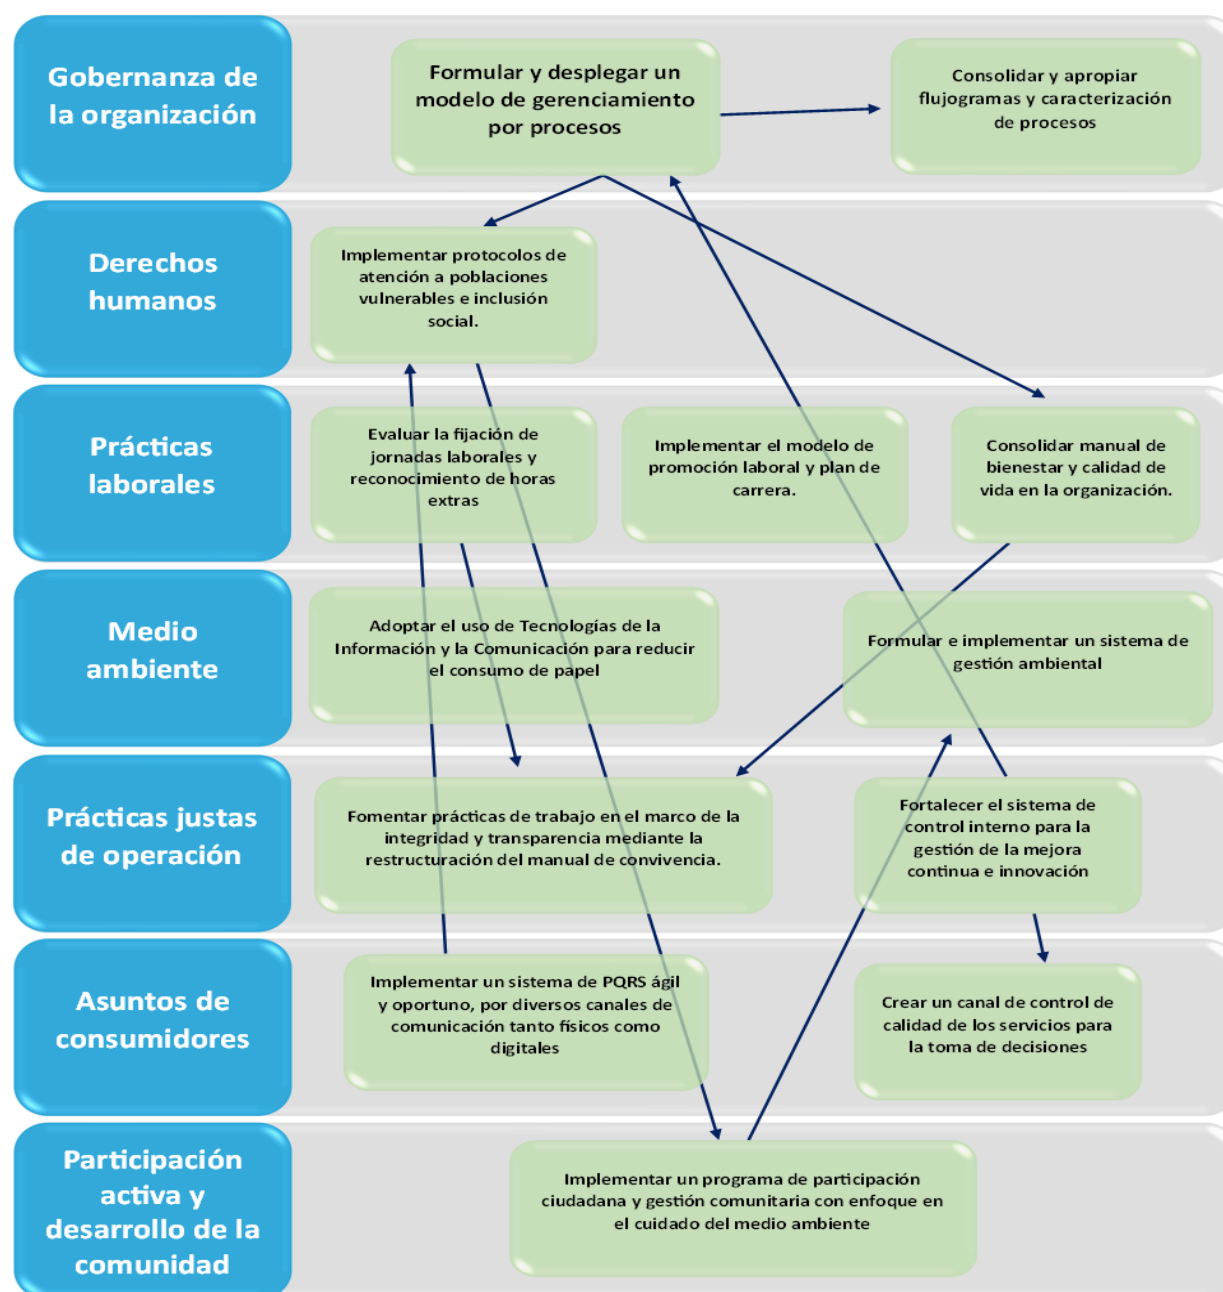 Gobernanza de
la organización
Formular y desplegar un
modelo de gerenciamiento
por procesos
Consolidar y apropiar
flujogramas y caracterización
de procesos
Derechos
humanos
Implementar protocolos de
atención a poblaciones
vulnerables e inclusión
social.
Prácticas
laborales
Evaluar la fijación de
jornadas laborales y
reconocimiento de horas
extras
Implementar el modelo de
promoción laboral y plan de
carrera.
Consolidar manual de
bienestar y calidad de
vida en la organización.
Medio
ambiente
Adoptar el uso de Tecnologías de la
Información y la Comunicación para reducir
el consumo de papel
Formular e implementar un sistema de
gestión ambiental
Prácticas justas
de operación
Fomentar prácticas de trabajo en el marco de la
integridad y transparencia mediante la
restructuración del manual de convivencia.
Fortalecer el sistema de
control interno para la
gestión de la mejora
continua e innovación
Asuntos de
consumidores
Implementar un sistema de PQRS ágil
y oportuno, por diversos canales de
comunicación tanto físicos como
digitales
Crear un canal de control de
calidad de los servicios para
la toma de decisiones
Participación
activa y
desarrollo de la
comunidad
Implementar un programa de participación
ciudadana y gestión comunitaria con enfoque en
el cuidado del medio ambiente